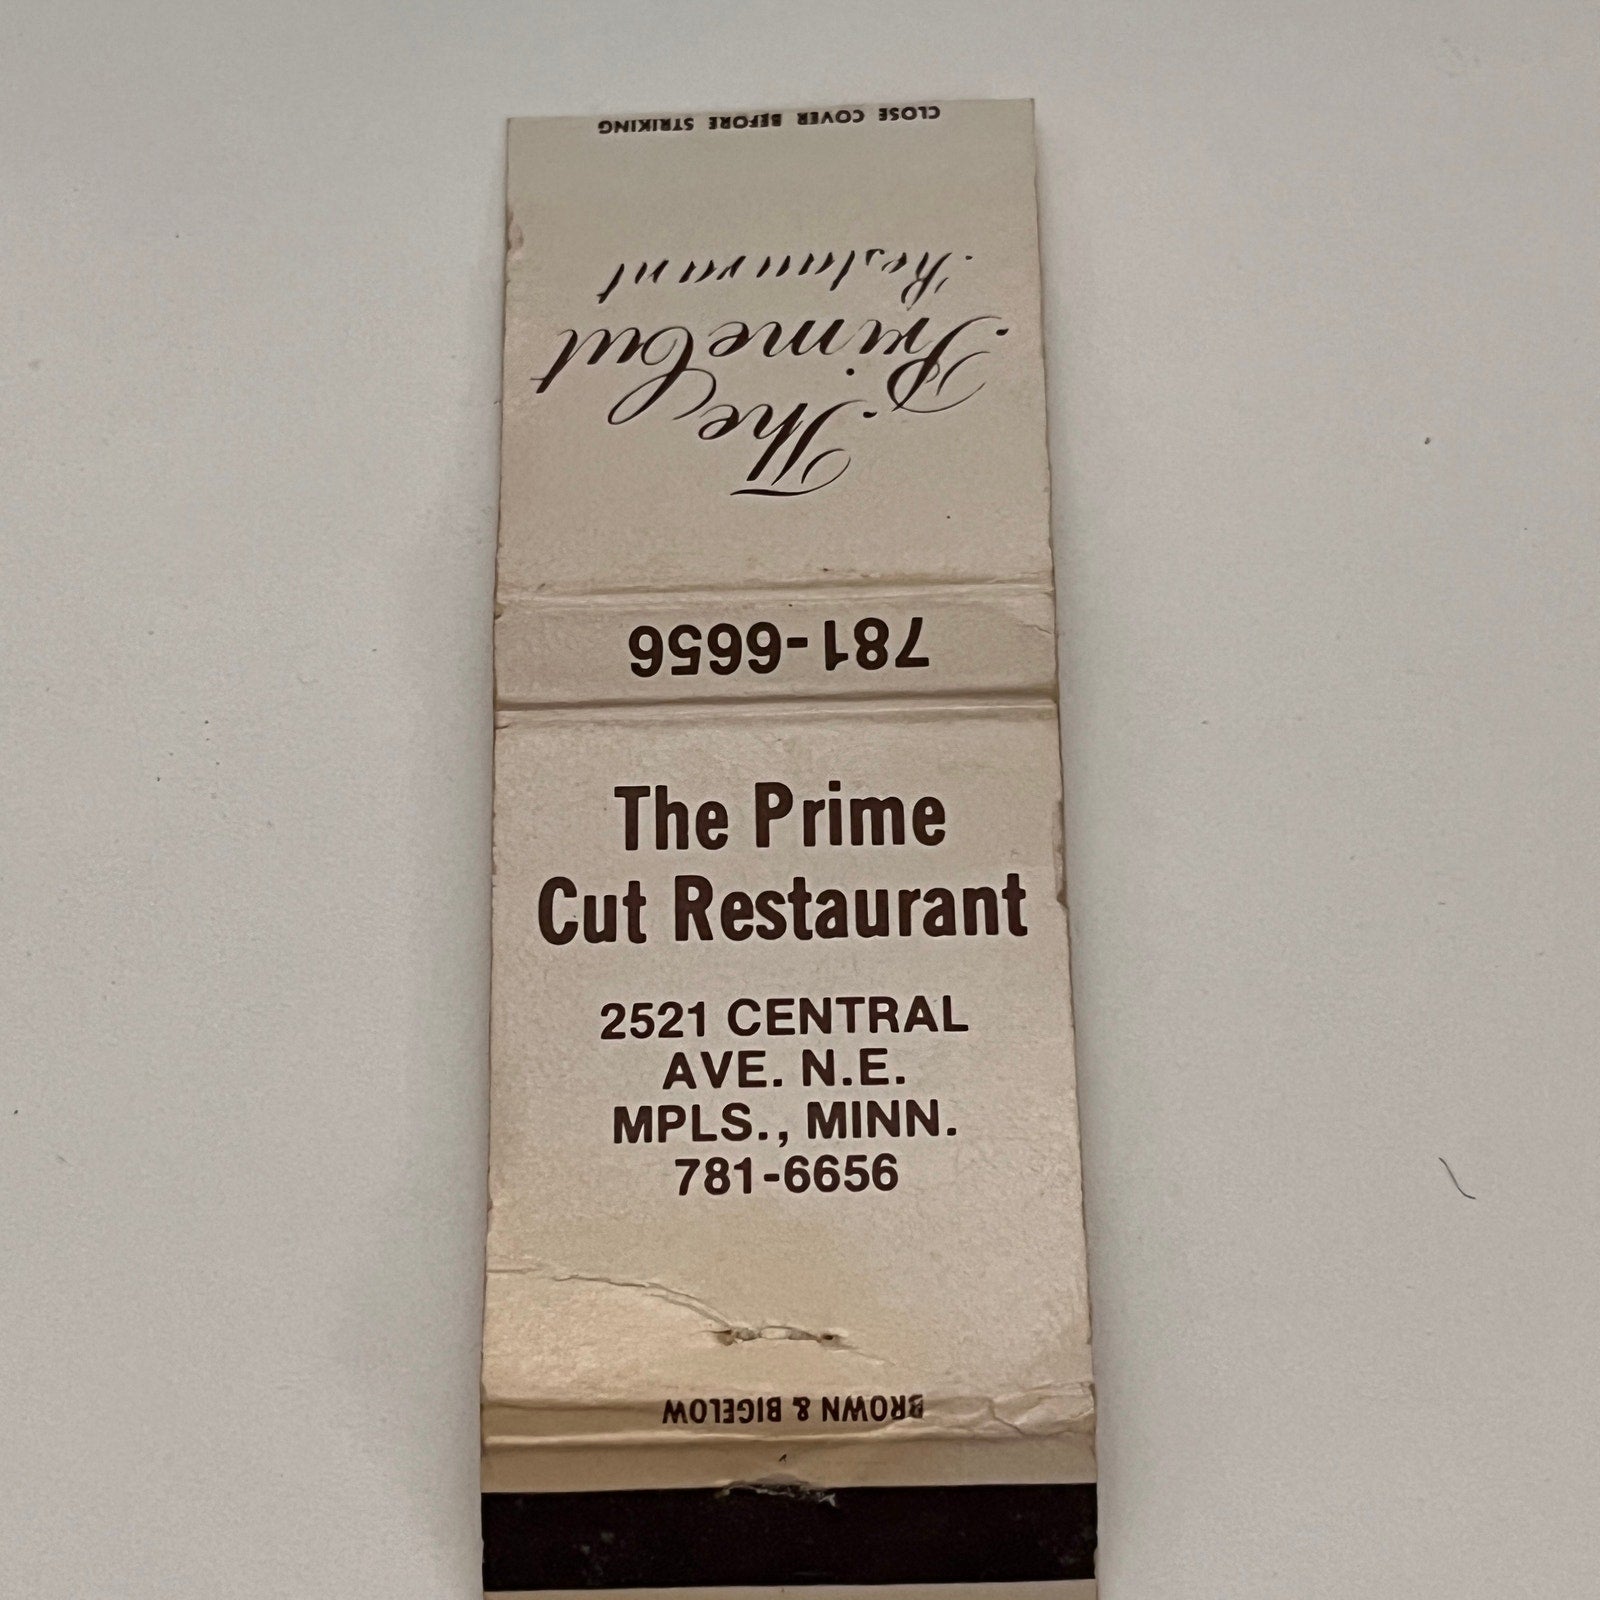 CLOSE COVER BEFORE STRIKING
The
Prime Cut
Restaurant
781-6656
The Prime
Cut Restaurant
2521 CENTRAL
AVE. N.E.
MPLS., MINN.
781-6656
BROWN & BIGELOW